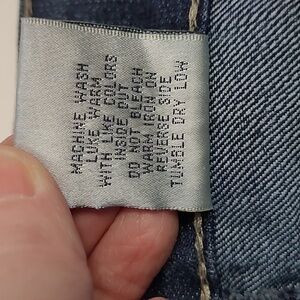 MACHINE WASH
LUKE WARM
WITH LIKE COLORS
INSIDE OUT
DO NOT BLEACH
WARM IRON ON
REVERSE SIDE
TUMBLE DRY LOW